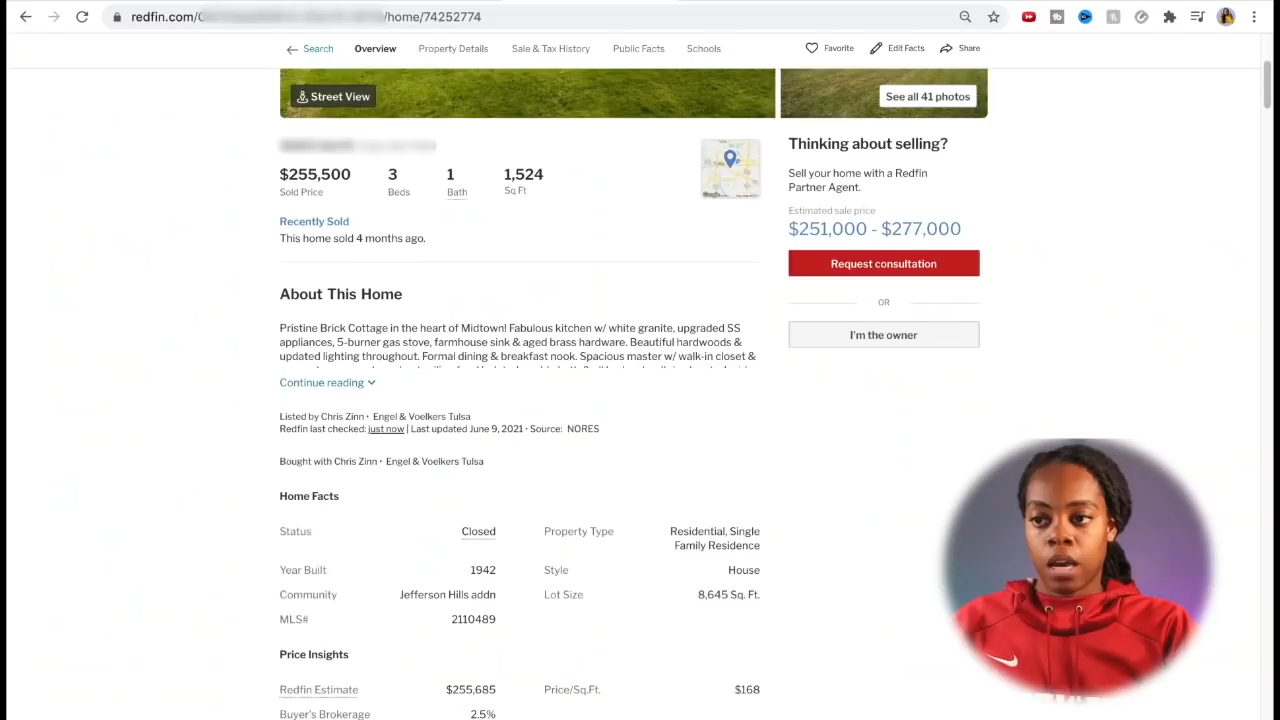 redfin.com/
/home/74252774
Search
Overview
Property Details
Sale & Tax History
Public Facts
Schools
Favorite
Edit Facts
Share
Street View
See all 41 photos
$255,500
Sold Price
3
Beds
1
Bath
1,524
Sq Ft
Recently Sold
This home sold 4 months ago.
Thinking about selling?
Sell your home with a Redfin
Partner Agent.
Estimated sale price
$251,000 - $277,000
Request consultation
OR
I'm the owner
About This Home
Pristine Brick Cottage in the heart of Midtown! Fabulous kitchen w/ white granite, upgraded SS
appliances, 5-burner gas stove, farmhouse sink & aged brass hardware. Beautiful hardwoods &
updated lighting throughout. Formal dining & breakfast nook. Spacious master w/ walk-in closet &
Continue reading
Listed by Chris Zinn • Engel & Voelkers Tulsa
Redfin last checked: just now | Last updated June 9, 2021 • Source: NORES
Bought with Chris Zinn • Engel & Voelkers Tulsa
Home Facts
Status Closed
Property Type Residential, Single
Family Residence
Year Built 1942
Style House
Community Jefferson Hills addn
Lot Size 8,645 Sq. Ft.
MLS# 2110489
Price Insights
Redfin Estimate $255,685
Price/Sq.Ft. $168
Buyer's Brokerage 2.5%